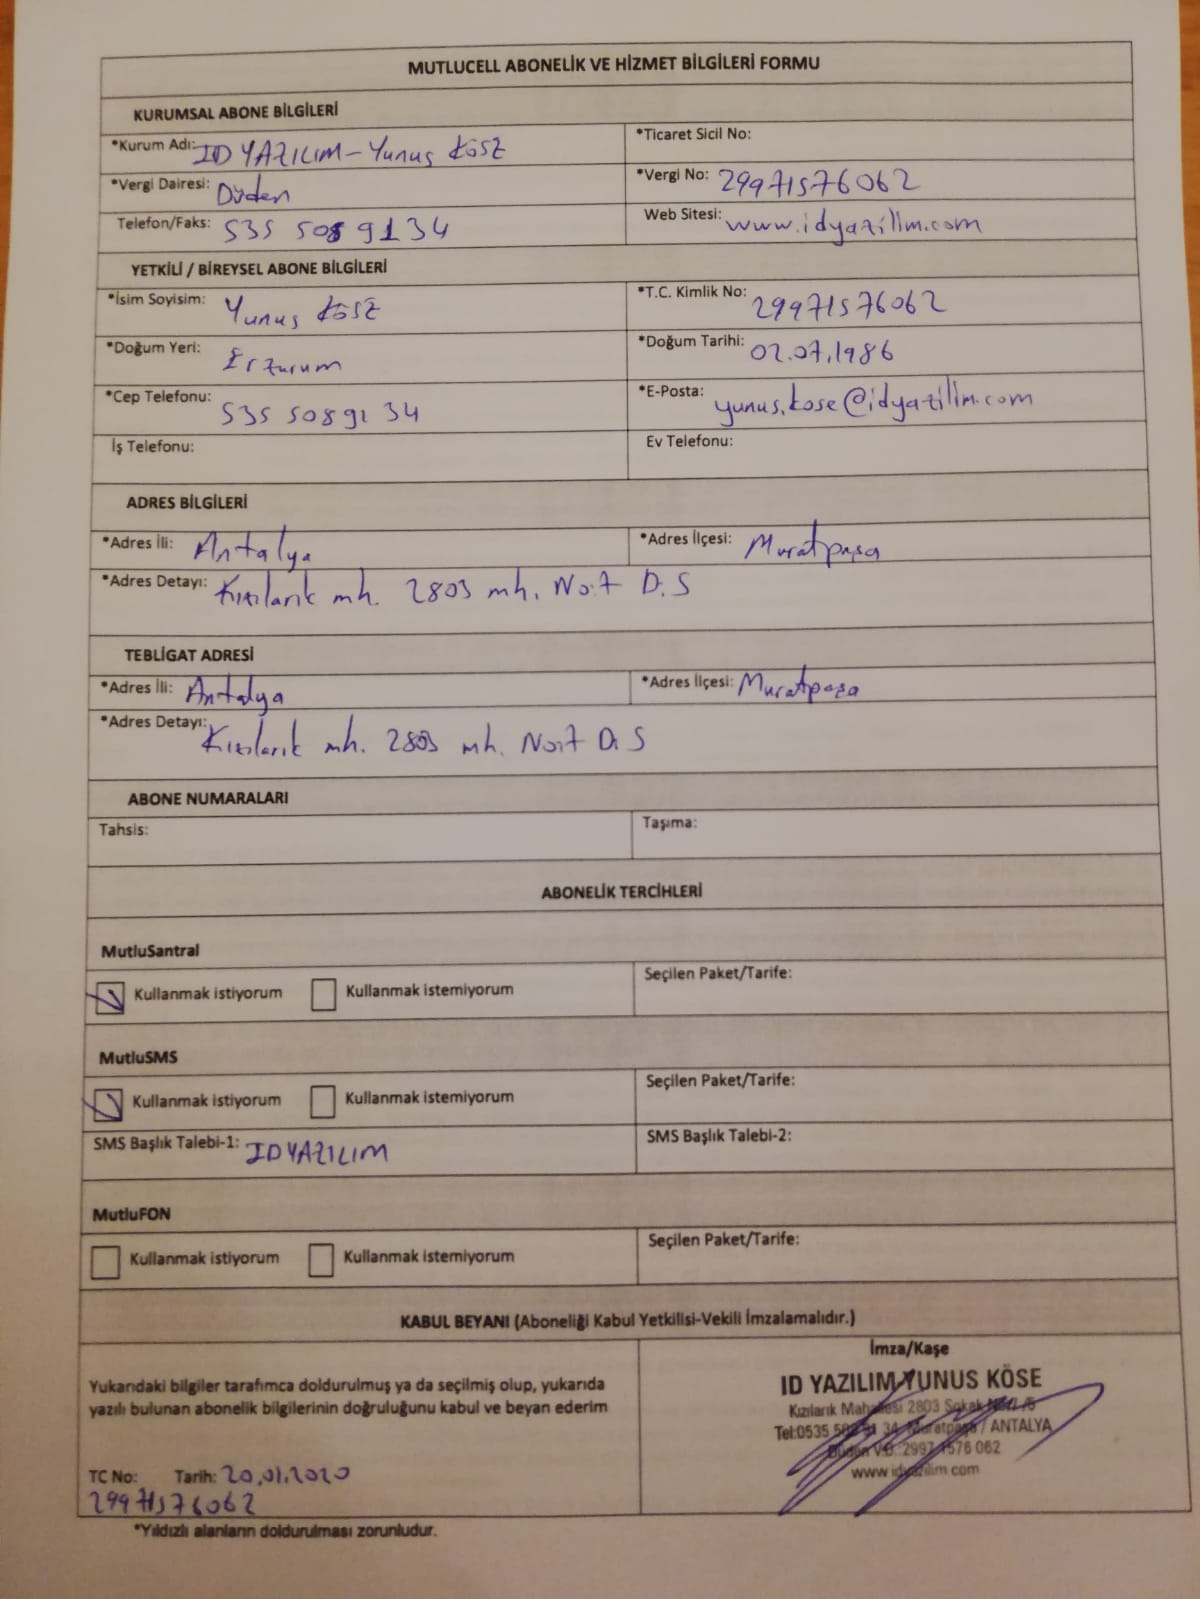 MUTLUCELL ABONELİK VE HİZMET BİLGİLERİ FORMU
KURUMSAL ABONE BİLGİLERİ
*Kurum Adı: ID YAZILIM-Yunus KÖSE
*Ticaret Sicil No:
*Vergi Dairesi: Düden
*Vergi No: 29971576062
Telefon/Faks: 535 508 91 34
Web Sitesi: www.idyazilim.com
YETKİLİ / BİREYSEL ABONE BİLGİLERİ
*İsim Soyisim: Yunus KÖSE
*T.C. Kimlik No: 29971576062
*Doğum Yeri: Erzurum
*Doğum Tarihi: 02.07.1986
*Cep Telefonu: 535 508 91 34
*E-Posta: yunus.kose@idyazilim.com
İş Telefonu:
Ev Telefonu:
ADRES BİLGİLERİ
*Adres İli: Antalya
*Adres İlçesi: Muratpaşa
*Adres Detayı: Kızılarık mh. 2803 mh. No:7 D:5
TEBLİGAT ADRESİ
*Adres İli: Antalya
*Adres İlçesi: Muratpaşa
*Adres Detayı: Kızılarık mh. 2803 mh. No:7 D:5
ABONE NUMARALARI
Tahsis:
Taşıma:
ABONELİK TERCİHLERİ
MutluSantral
Kullanmak istiyorum Kullanmak istemiyorum
Seçilen Paket/Tarife:
MutluSMS
Kullanmak istiyorum Kullanmak istemiyorum
Seçilen Paket/Tarife:
SMS Başlık Talebi-1: IDYAZILIM
SMS Başlık Talebi-2:
MutluFON
Kullanmak istiyorum Kullanmak istemiyorum
Seçilen Paket/Tarife:
KABUL BEYANI (Aboneliği Kabul Yetkilisi-Vekili İmzalamalıdır.)
Yukarıdaki bilgiler tarafımca doldurulmuş ya da seçilmiş olup, yukarıda
yazılı bulunan abonelik bilgilerinin doğruluğunu kabul ve beyan ederim
TC No: Tarih: 20.01.2020
29971576062
İmza/Kaşe
ID YAZILIM-YUNUS KÖSE
Kızılarık Mahallesi 2803 Sokak
Tel:0535 34 Muratpaşa / ANTALYA
Düden V.D. 2997 1576 062
www.idyazilim.com
*Yıldızlı alanların doldurulması zorunludur.